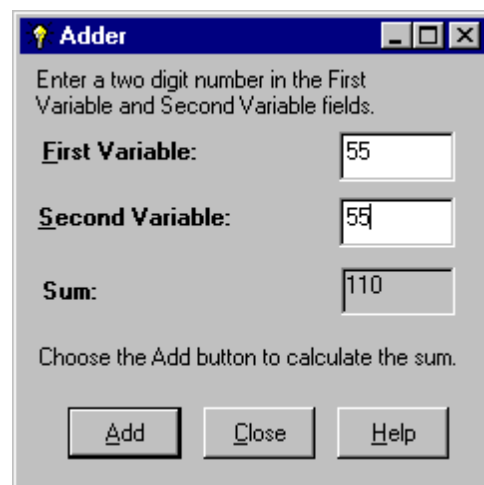 Adder
Enter a two digit number in the First
Variable and Second Variable fields.
First Variable: 55
Second Variable: 55
Sum: 110
Choose the Add button to calculate the sum.
Add Close Help